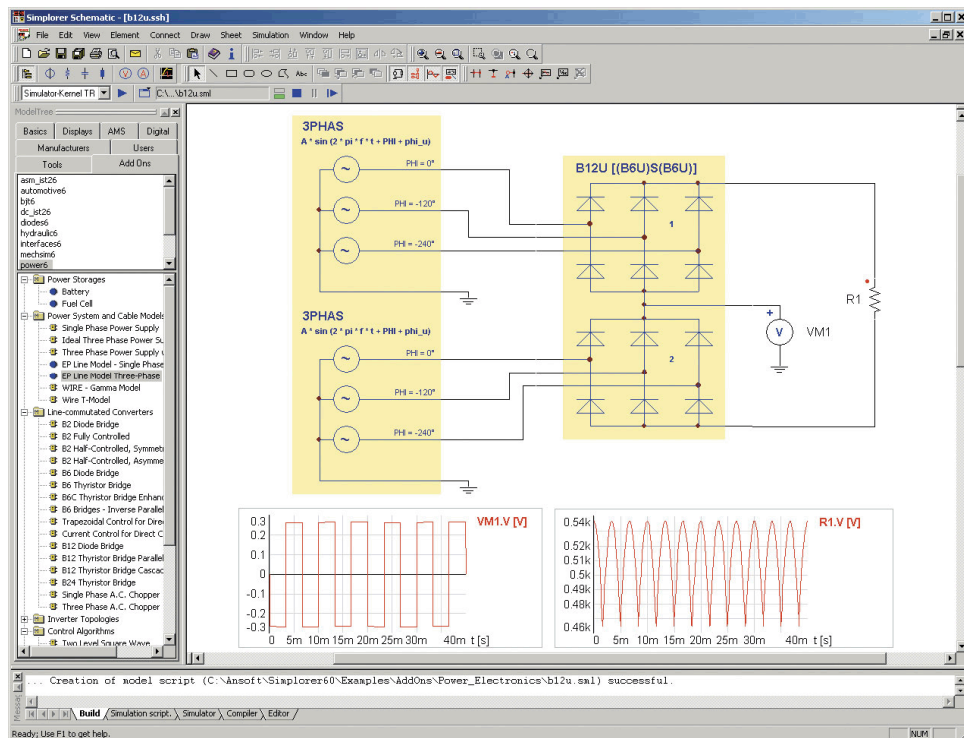 Simplorer Schematic - [b12u.ssh]
File Edit View Element Connect Draw Sheet Simulation Window Help
Abc
Simulator-Kernel TR
C:\...\b12u.sml
ModelTree
Basics Displays AMS Digital
Manufacturers Users
Tools Add Ons
asm_ist26
automotive6
bjt6
dc_ist26
diodes6
hydraulic6
interfaces6
mechsim6
power6
Power Storages
Battery
Fuel Cell
Power System and Cable Models
Single Phase Power Supply
Ideal Three Phase Power Su
Three Phase Power Supply u
EP Line Model - Single Phase
EP Line Model Three-Phase
WIRE - Gamma Model
Wire T-Model
Line-commutated Converters
B2 Diode Bridge
B2 Fully Controlled
B2 Half-Controlled, Symmetr
B2 Half-Controlled, Asymme
B6 Diode Bridge
B6 Thyristor Bridge
B6C Thyristor Bridge Enhanc
B6 Bridges - Inverse Parallel
Trapezoidal Control for Direc
Current Control for Direct C
B12 Diode Bridge
B12 Thyristor Bridge Parallel
B12 Thyristor Bridge Cascac
B24 Thyristor Bridge
Single Phase A.C. Chopper
Three Phase A.C. Chopper
Inverter Topologies
Control Algorithms
Two Level Square Wave
3PHAS
A * sin (2 * pi * f * t + PHI + phi_u)
PHI = 0°
PHI = -120°
PHI = -240°
3PHAS
A * sin (2 * pi * f * t + PHI + phi_u)
PHI = 0°
PHI = -120°
PHI = -240°
B12U [(B6U)S(B6U)]
1
2
+
V
VM1
R1
VM1.V [V]
0.3
0.2
0.1
0
-0.1
-0.2
-0.3
0 5m 10m 15m 20m 30m 40m t [s]
R1.V [V]
0.54k
0.51k
0.5k
0.49k
0.48k
0.46k
0 5m 10m 15m 20m 30m 40m t [s]
... Creation of model script (C:\Ansoft\Simplorer60\Examples\AddOns\Power_Electronics\b12u.sml) successful.
Build Simulation script. Simulator Compiler Editor
Ready; Use F1 to get help.
NUM